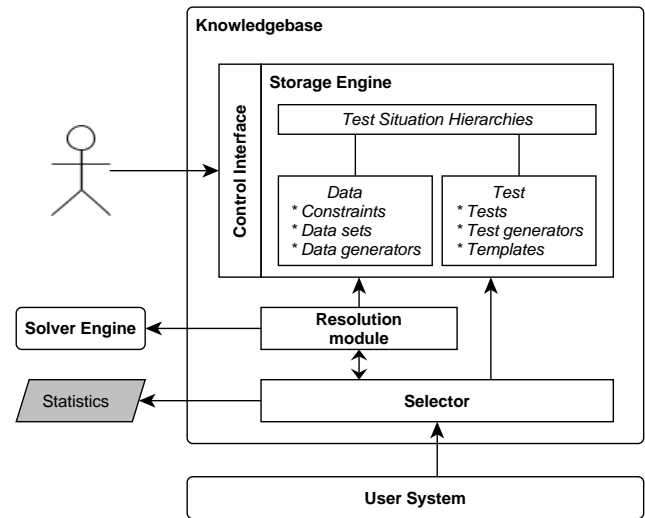 Knowledgebase
Control Interface
Storage Engine
Test Situation Hierarchies
Data
* Constraints
* Data sets
* Data generators
Test
* Tests
* Test generators
* Templates
Solver Engine
Resolution
module
Statistics
Selector
User System